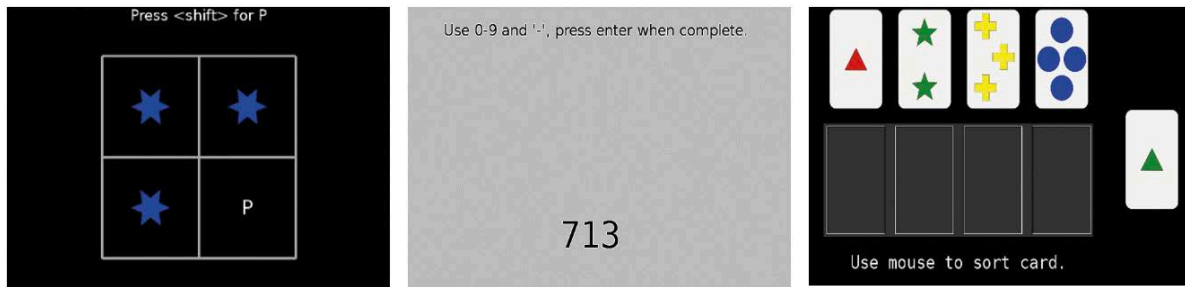 Press <shift> for P
P
Use 0-9 and '-', press enter when complete.
713
Use mouse to sort card.